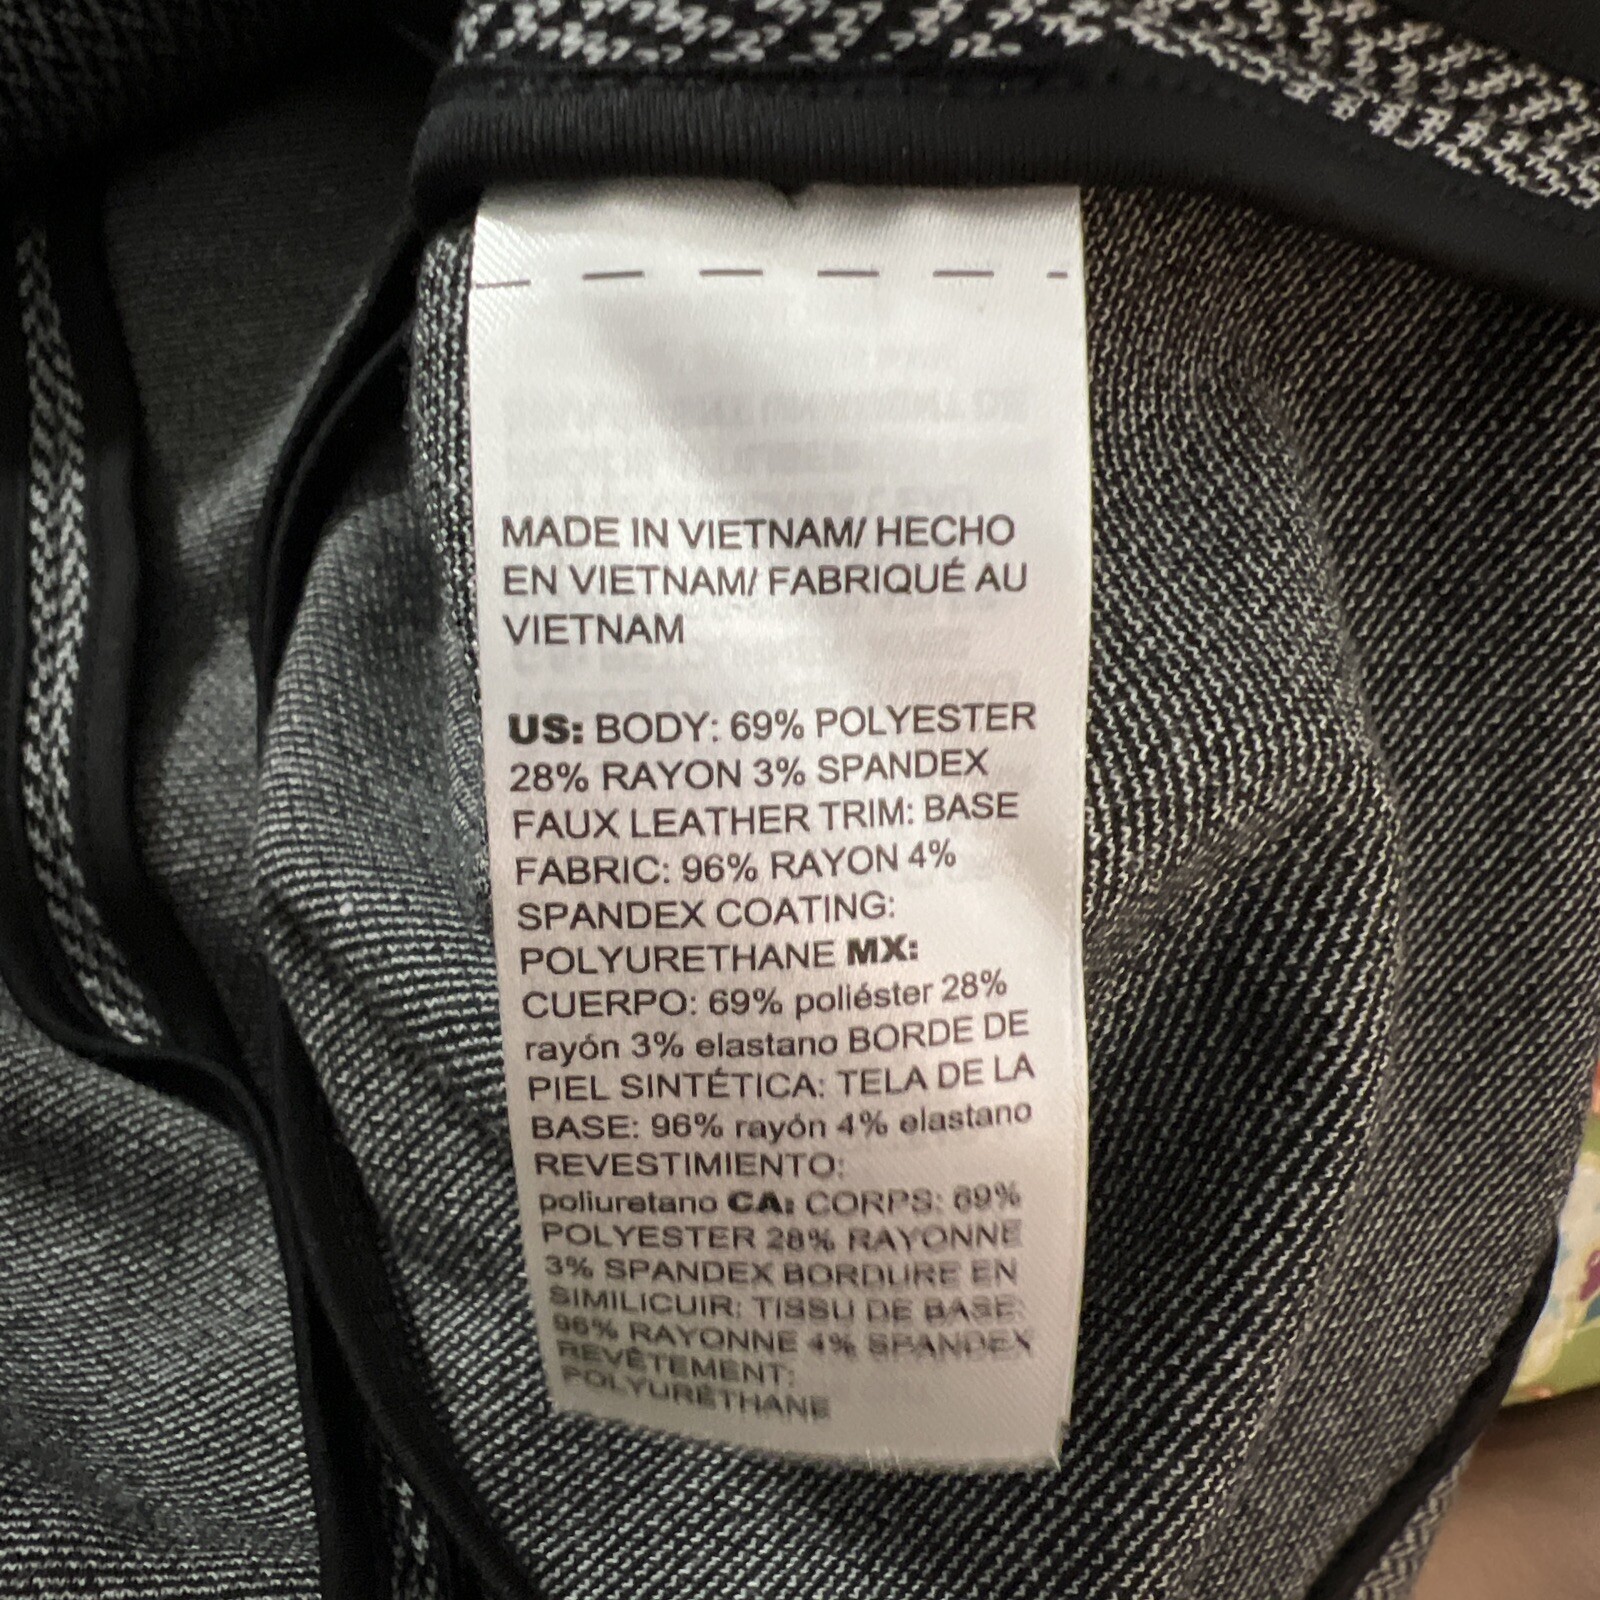 MADE IN VIETNAM/ HECHO
EN VIETNAM/ FABRIQUÉ AU
VIETNAM
US: BODY: 69% POLYESTER
28% RAYON 3% SPANDEX
FAUX LEATHER TRIM: BASE
FABRIC: 96% RAYON 4%
SPANDEX COATING:
POLYURETHANE MX:
CUERPO: 69% poliéster 28%
rayón 3% elastano BORDE DE
PIEL SINTÉTICA: TELA DE LA
BASE: 96% rayón 4% elastano
REVESTIMIENTO:
poliuretano CA: CORPS: 69%
POLYESTER 28% RAYONNE
3% SPANDEX BORDURE EN
SIMILICUIR: TISSU DE BASE:
96% RAYONNE 4% SPANDEX
REVÊTEMENT:
POLYURÉTHANE